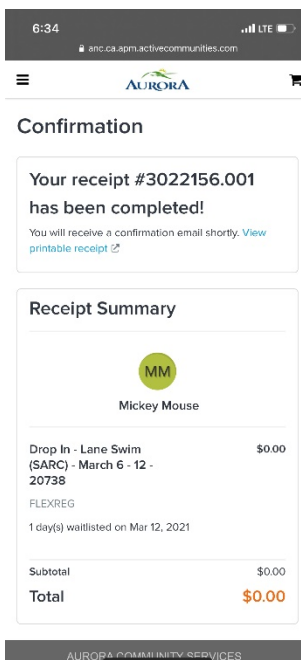 6:34
LTE
anc.ca.apm.activecommunities.com
AURORA
Confirmation
Your receipt #3022156.001
has been completed!
You will receive a confirmation email shortly. View
printable receipt
Receipt Summary
MM
Mickey Mouse
Drop In - Lane Swim $0.00
(SARC) - March 6 - 12 -
20738
FLEXREG
1 day(s) waitlisted on Mar 12, 2021
Subtotal $0.00
Total $0.00
AURORA COMMUNITY SERVICES